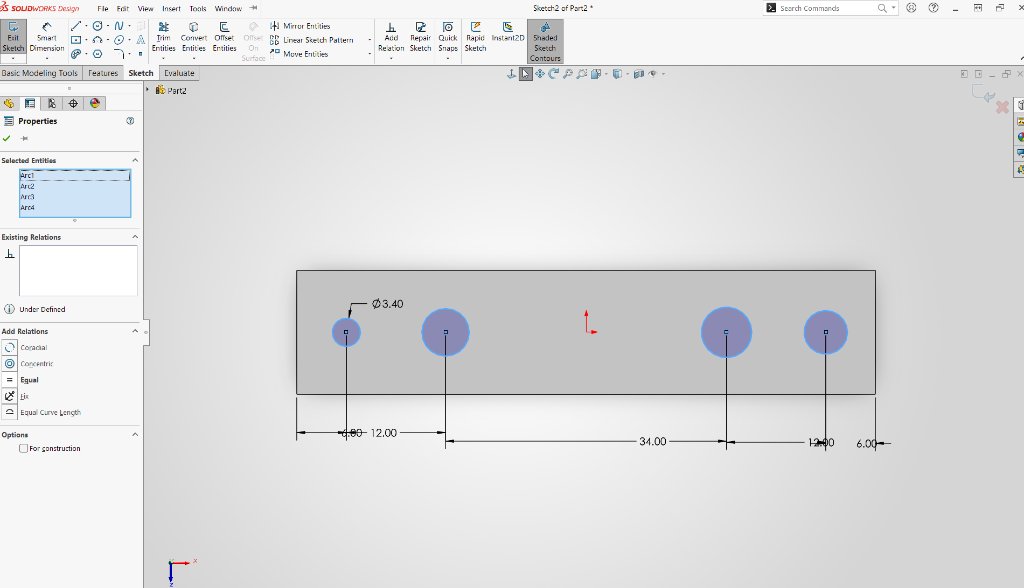 SOLIDWORKS Design File Edit View Insert Tools Window Sketch2 of Part2 * Search Commands
Exit Sketch
Smart Dimension
Trim Entities
Convert Entities
Offset Entities
Offset On Surface
Mirror Entities
Linear Sketch Pattern
Move Entities
Add Relation
Repair Sketch
Quick Snaps
Rapid Sketch
Instant2D
Shaded Sketch Contours
Basic Modeling Tools Features Sketch Evaluate
Part2
Properties
Selected Entities
Arc1
Arc2
Arc3
Arc4
Existing Relations
Under Defined
Add Relations
Coradial
Concentric
Equal
Fix
Equal Curve Length
Options
For construction
Ø3.40
6.00 12.00 34.00 12.00 6.00
X
Z